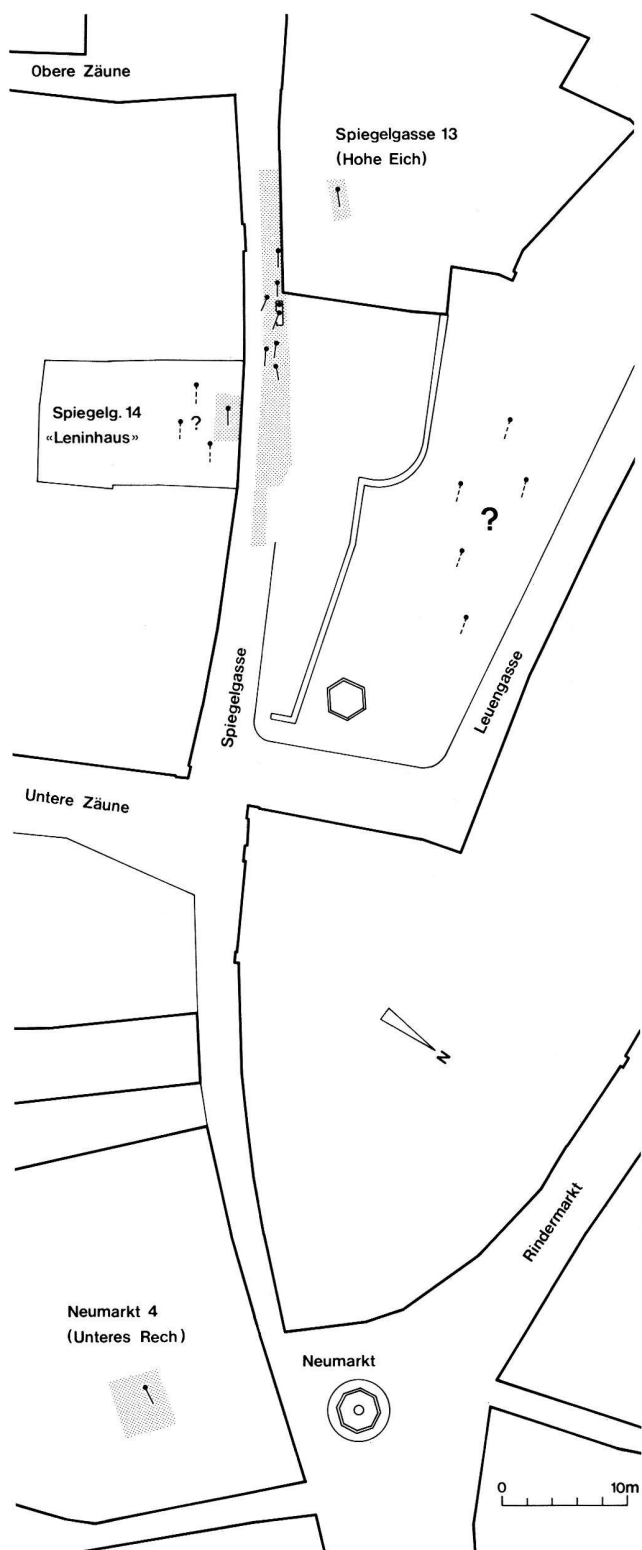 Obere Zäune
Spiegelgasse 13
(Hohe Eich)
Spiegelg. 14
«Leninhaus»
?
?
Spiegelgasse
Leuengasse
Untere Zäune
N
Rindermarkt
Neumarkt 4
(Unteres Rech)
Neumarkt
0 10m